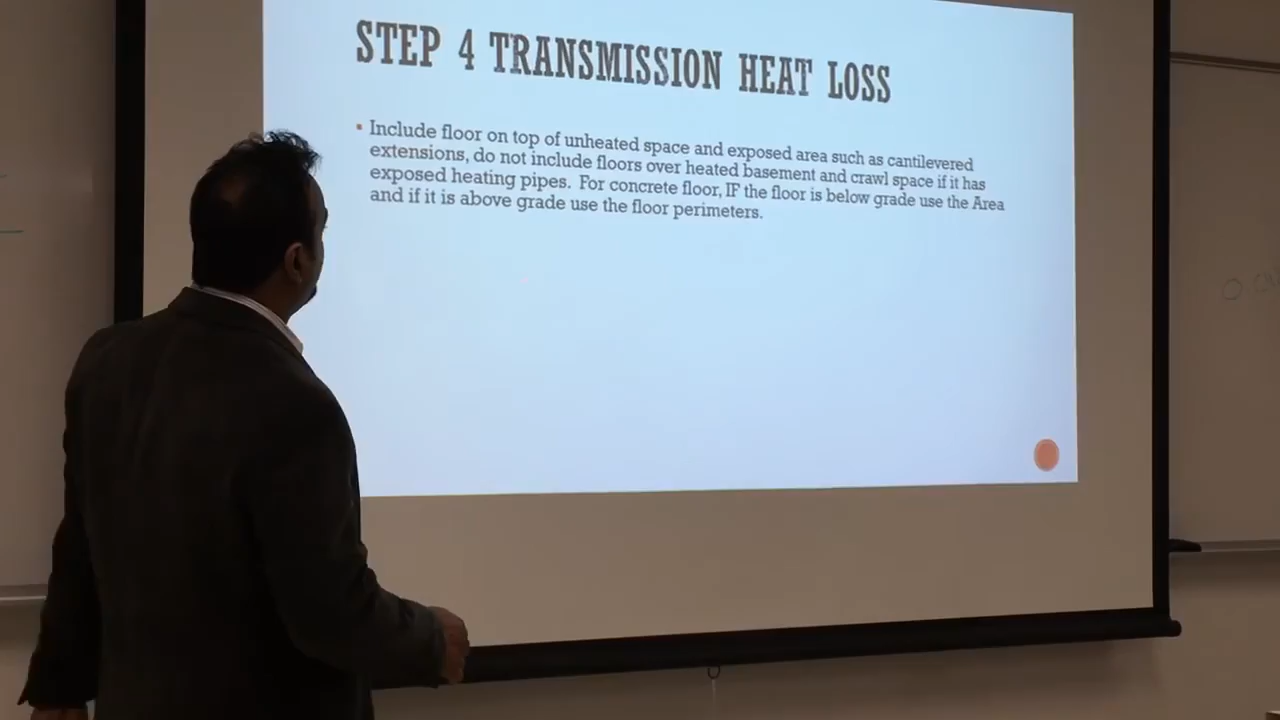 STEP 4 TRANSMISSION HEAT LOSS
Include floor on top of unheated space and exposed area such as cantilevered
extensions, do not include floors over heated basement and crawl space if it has
exposed heating pipes. For concrete floor, IF the floor is below grade use the Area
and if it is above grade use the floor perimeters.